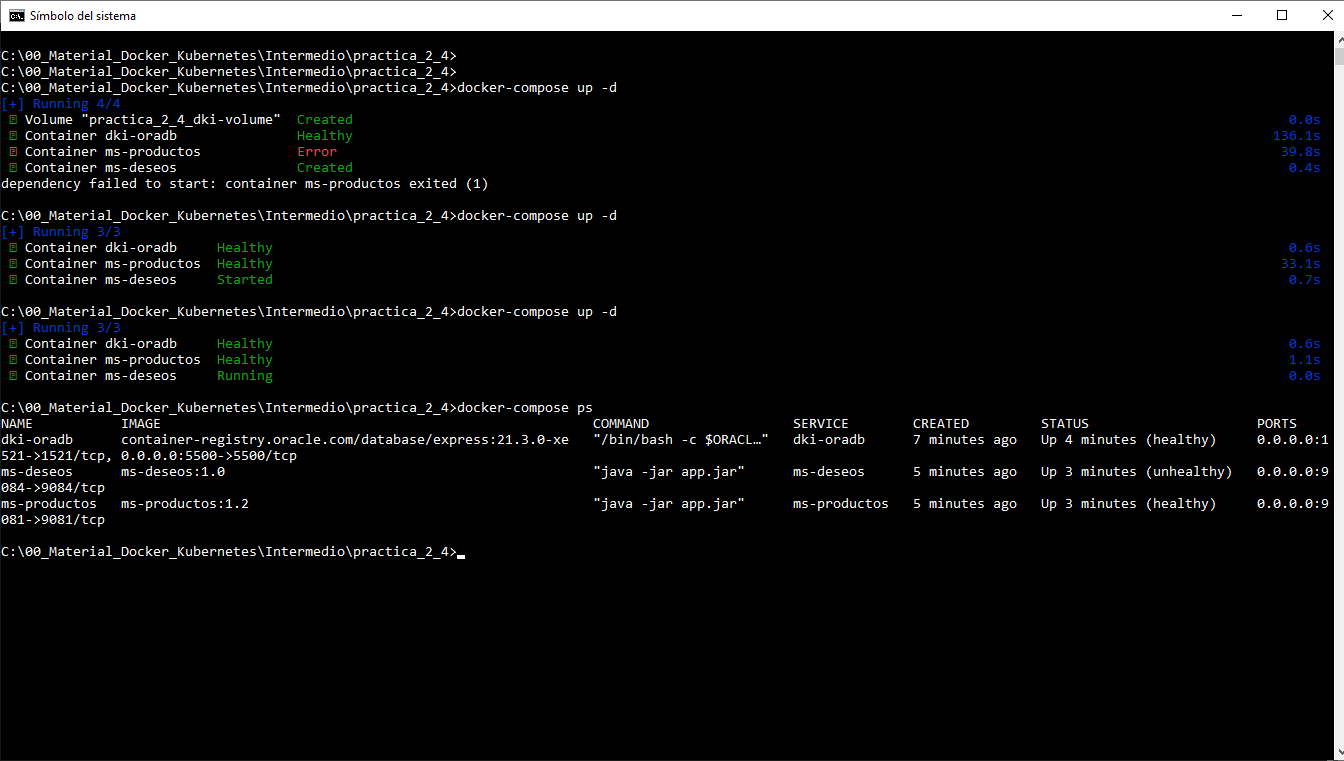 Símbolo del sistema
C:\00_Material_Docker_Kubernetes\Intermedio\practica_2_4>
C:\00_Material_Docker_Kubernetes\Intermedio\practica_2_4>
C:\00_Material_Docker_Kubernetes\Intermedio\practica_2_4>docker-compose up -d
[+] Running 4/4
Volume "practica_2_4_dki-volume" Created 0.0s
Container dki-oradb Healthy 136.1s
Container ms-productos Error 39.8s
Container ms-deseos Created 0.4s
dependency failed to start: container ms-productos exited (1)
C:\00_Material_Docker_Kubernetes\Intermedio\practica_2_4>docker-compose up -d
[+] Running 3/3
Container dki-oradb Healthy 0.6s
Container ms-productos Healthy 33.1s
Container ms-deseos Started 0.7s
C:\00_Material_Docker_Kubernetes\Intermedio\practica_2_4>docker-compose up -d
[+] Running 3/3
Container dki-oradb Healthy 0.6s
Container ms-productos Healthy 1.1s
Container ms-deseos Running 0.0s
C:\00_Material_Docker_Kubernetes\Intermedio\practica_2_4>docker-compose ps
NAME IMAGE COMMAND SERVICE CREATED STATUS PORTS
dki-oradb container-registry.oracle.com/database/express:21.3.0-xe "/bin/bash -c $ORACL…" dki-oradb 7 minutes ago Up 4 minutes (healthy) 0.0.0.0:1
521->1521/tcp, 0.0.0.0:5500->5500/tcp
ms-deseos ms-deseos:1.0 "java -jar app.jar" ms-deseos 5 minutes ago Up 3 minutes (unhealthy) 0.0.0.0:9
084->9084/tcp
ms-productos ms-productos:1.2 "java -jar app.jar" ms-productos 5 minutes ago Up 3 minutes (healthy) 0.0.0.0:9
081->9081/tcp
C:\00_Material_Docker_Kubernetes\Intermedio\practica_2_4>